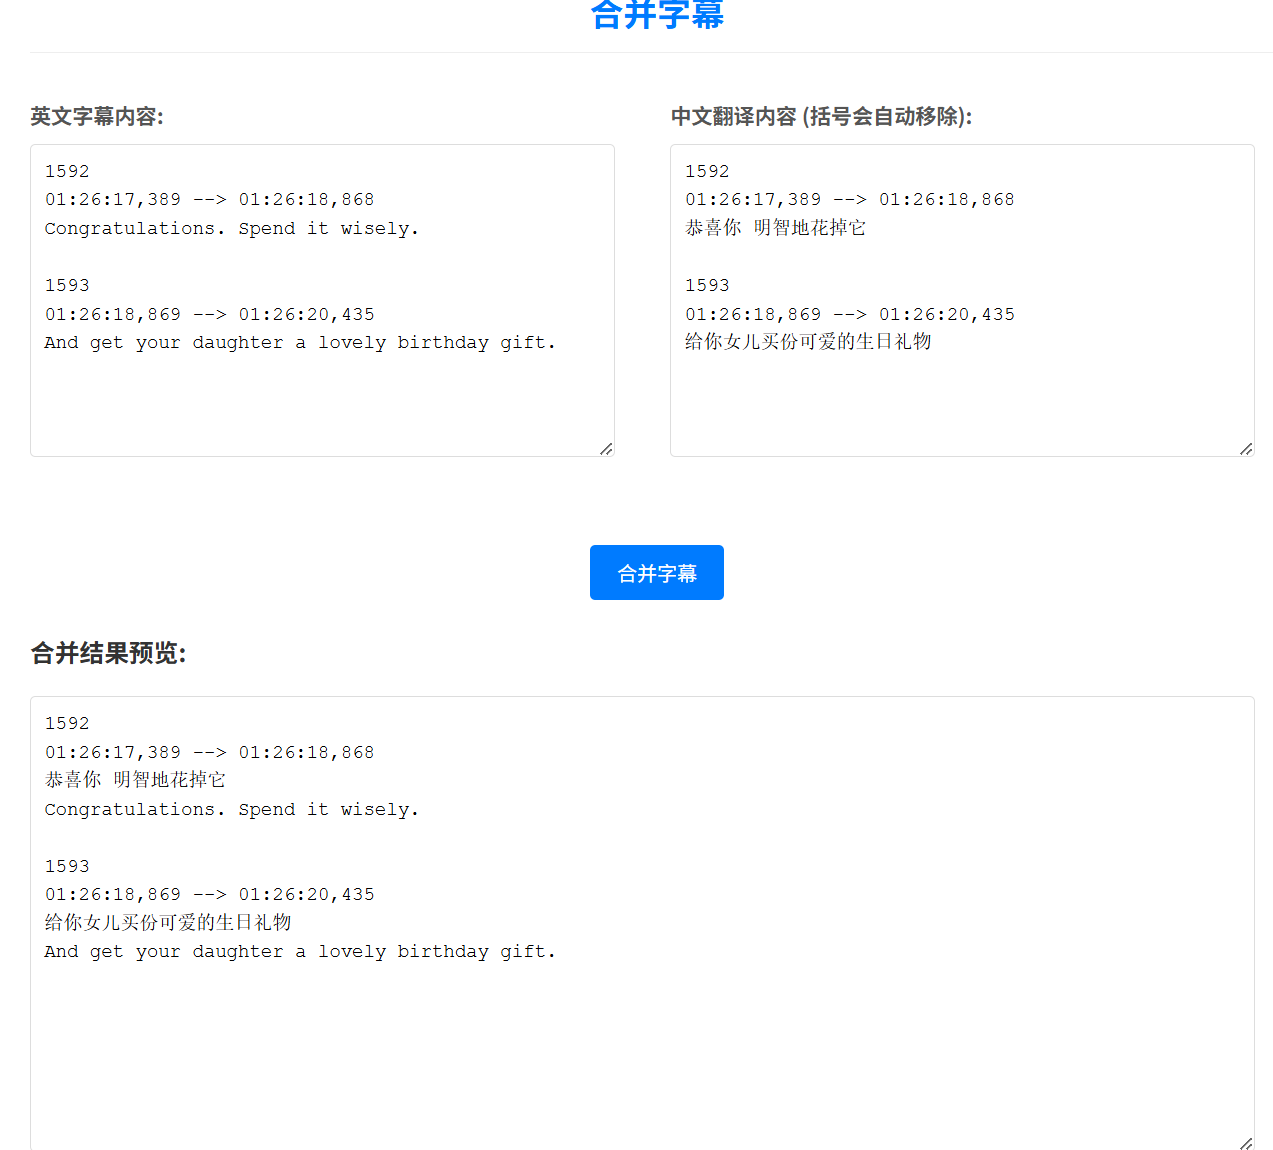 合并字幕
英文字幕内容:
1592
01:26:17,389 --> 01:26:18,868
Congratulations. Spend it wisely.
1593
01:26:18,869 --> 01:26:20,435
And get your daughter a lovely birthday gift.
中文翻译内容 (括号会自动移除):
1592
01:26:17,389 --> 01:26:18,868
恭喜你 明智地花掉它
1593
01:26:18,869 --> 01:26:20,435
给你女儿买份可爱的生日礼物
合并字幕
合并结果预览:
1592
01:26:17,389 --> 01:26:18,868
恭喜你 明智地花掉它
Congratulations. Spend it wisely.
1593
01:26:18,869 --> 01:26:20,435
给你女儿买份可爱的生日礼物
And get your daughter a lovely birthday gift.